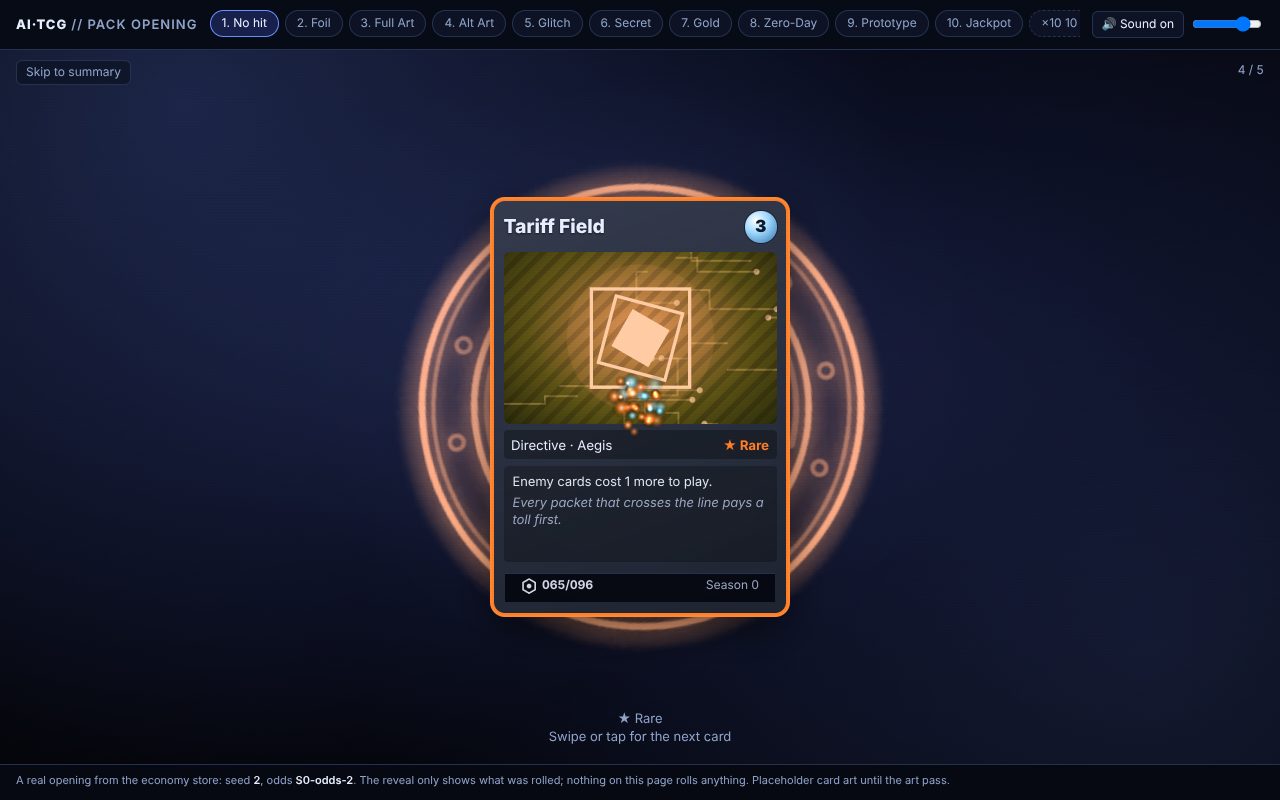 AI·TCG // PACK OPENING
1. No hit
2. Foil
3. Full Art
4. Alt Art
5. Glitch
6. Secret
7. Gold
8. Zero-Day
9. Prototype
10. Jackpot
×10 10
🔊 Sound on
Skip to summary
4 / 5
Tariff Field
3
Directive · Aegis
★ Rare
Enemy cards cost 1 more to play.
Every packet that crosses the line pays a
toll first.
065/096
Season 0
★ Rare
Swipe or tap for the next card
A real opening from the economy store: seed 2, odds S0-odds-2. The reveal only shows what was rolled; nothing on this page rolls anything. Placeholder card art until the art pass.